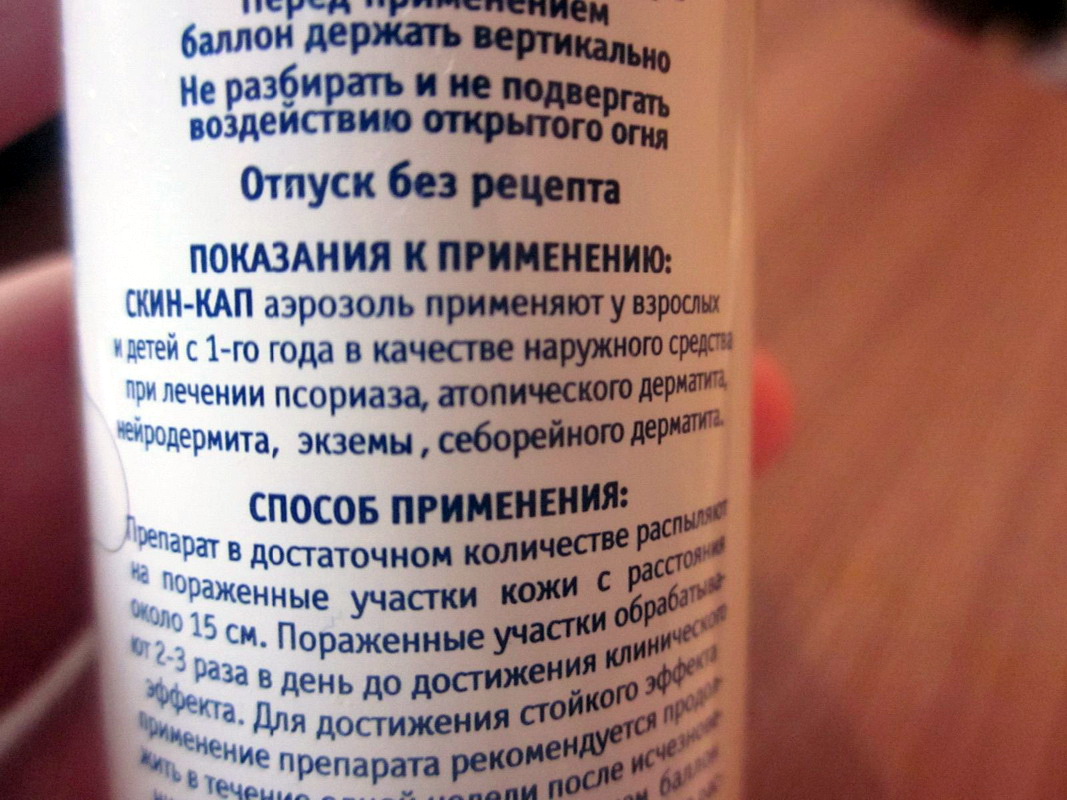 Перед применением
баллон держать вертикально
Не разбирать и не подвергать
воздействию открытого огня
Отпуск без рецепта
ПОКАЗАНИЯ К ПРИМЕНЕНИЮ:
СКИН-КАП аэрозоль применяют у взрослых
и детей с 1-го года в качестве наружного средства
при лечении псориаза, атопического дерматита,
нейродермита, экземы , себорейного дерматита.
СПОСОБ ПРИМЕНЕНИЯ:
Препарат в достаточном количестве распыляют
на пораженные участки кожи с расстояния
около 15 см. Пораженные участки обрабатыва-
ют 2-3 раза в день до достижения клинического
эффекта. Для достижения стойкого эффекта
применение препарата рекомендуется продол-
жить в течение одной недели после исчезнове-
баллон